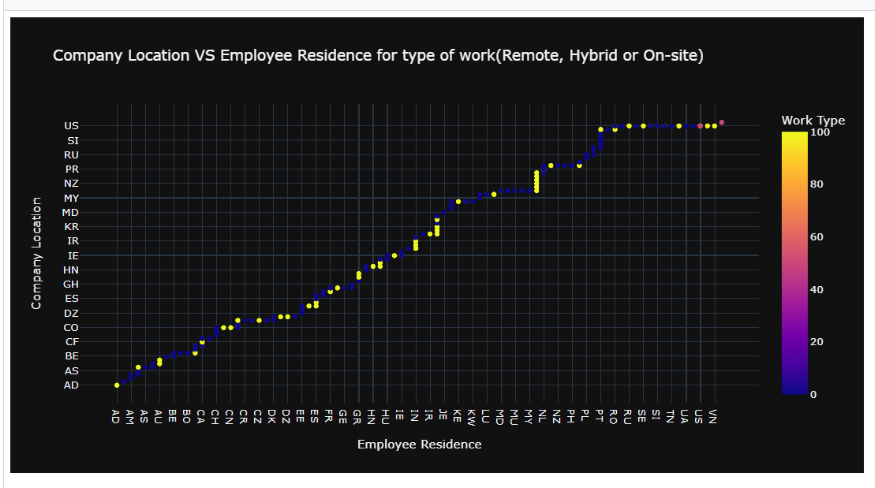 Company Location VS Employee Residence for type of work(Remote, Hybrid or On-site)
Work Type
100
80
60
40
20
0
Company Location
US
SI
RU
PR
NZ
MY
MD
KR
IR
IE
HN
GH
ES
DZ
CO
CF
BE
AS
AD
AD AM AS AU BE BO CA CH CN CR CZ DK DZ EE ES FR GE GR HN HU IE IN IR JE KE KW LU MD MU MY NL NZ PH PL PT RO RU SE SI TN UA US VN
Employee Residence